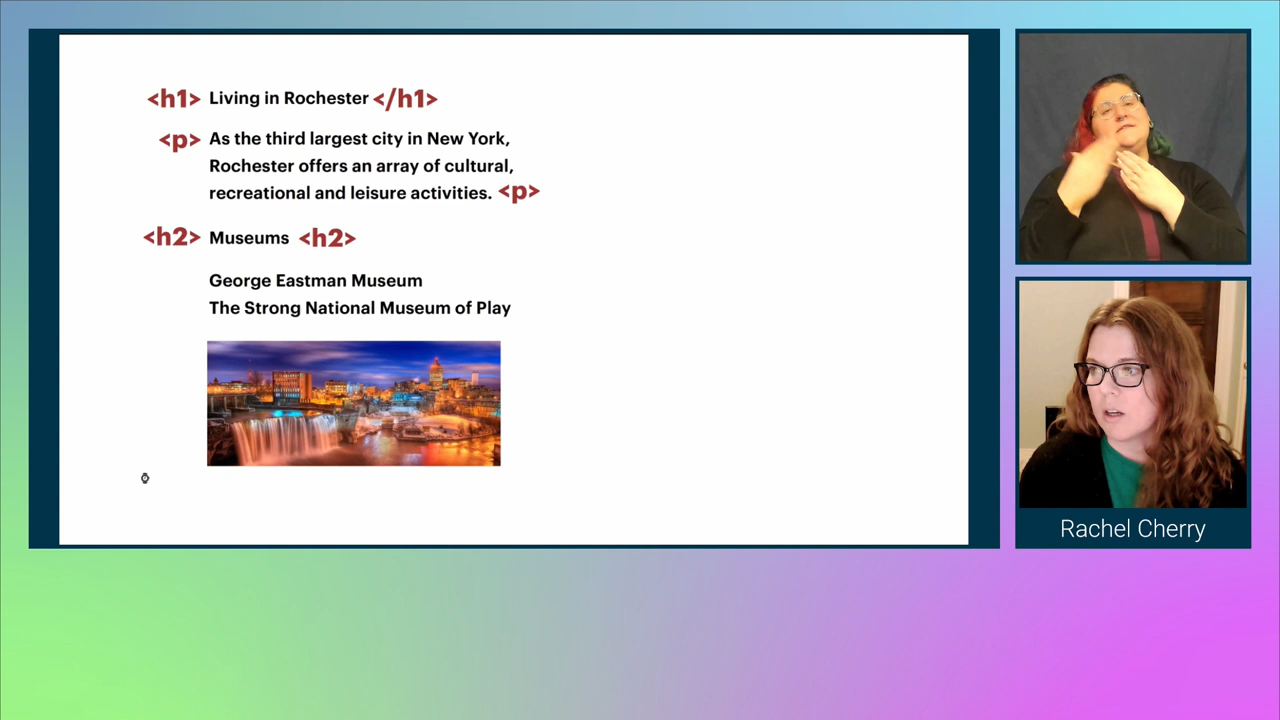 <h1> Living in Rochester </h1>
<p> As the third largest city in New York,
Rochester offers an array of cultural,
recreational and leisure activities. <p>
<h2> Museums <h2>
George Eastman Museum
The Strong National Museum of Play
Rachel Cherry